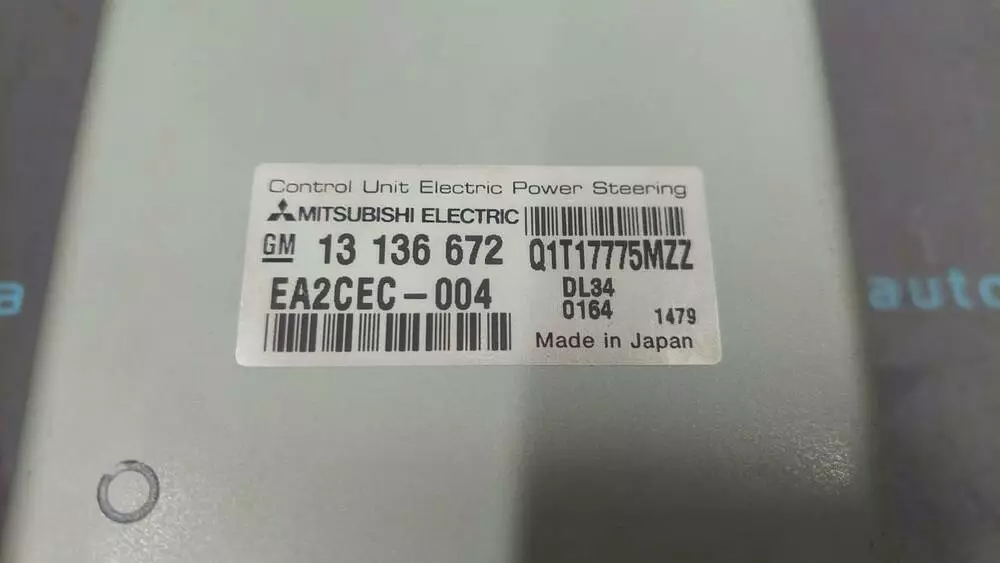 Control Unit Electric Power Steering
MITSUBISHI ELECTRIC
GM 13 136 672 Q1T17775MZZ
EA2CEC-004 DL34
0164 1479
Made in Japan
a
auto